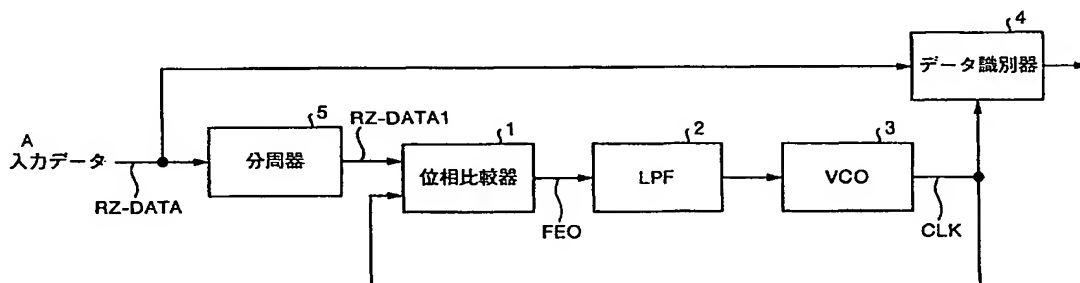 4
データ識別器
5
RZ-DATA1
1
2
3
A
入力データ
分周器
位相比較器
LPF
VCO
RZ-DATA
FEO
CLK